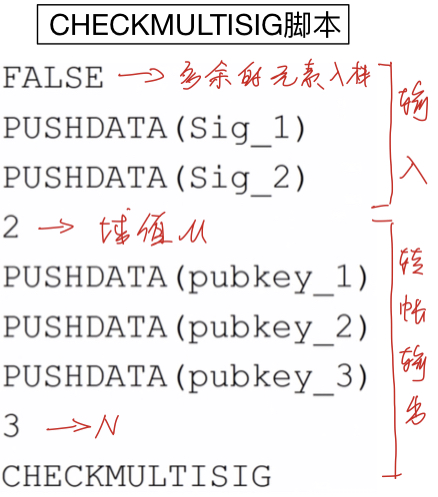 CHECKMULTISIG脚本
FALSE → 多余的元素入栈
PUSHDATA(Sig_1)
PUSHDATA(Sig_2)
输入
2 → 域值M
PUSHDATA(pubkey_1)
PUSHDATA(pubkey_2)
PUSHDATA(pubkey_3)
转帐输出
3 → N
CHECKMULTISIG